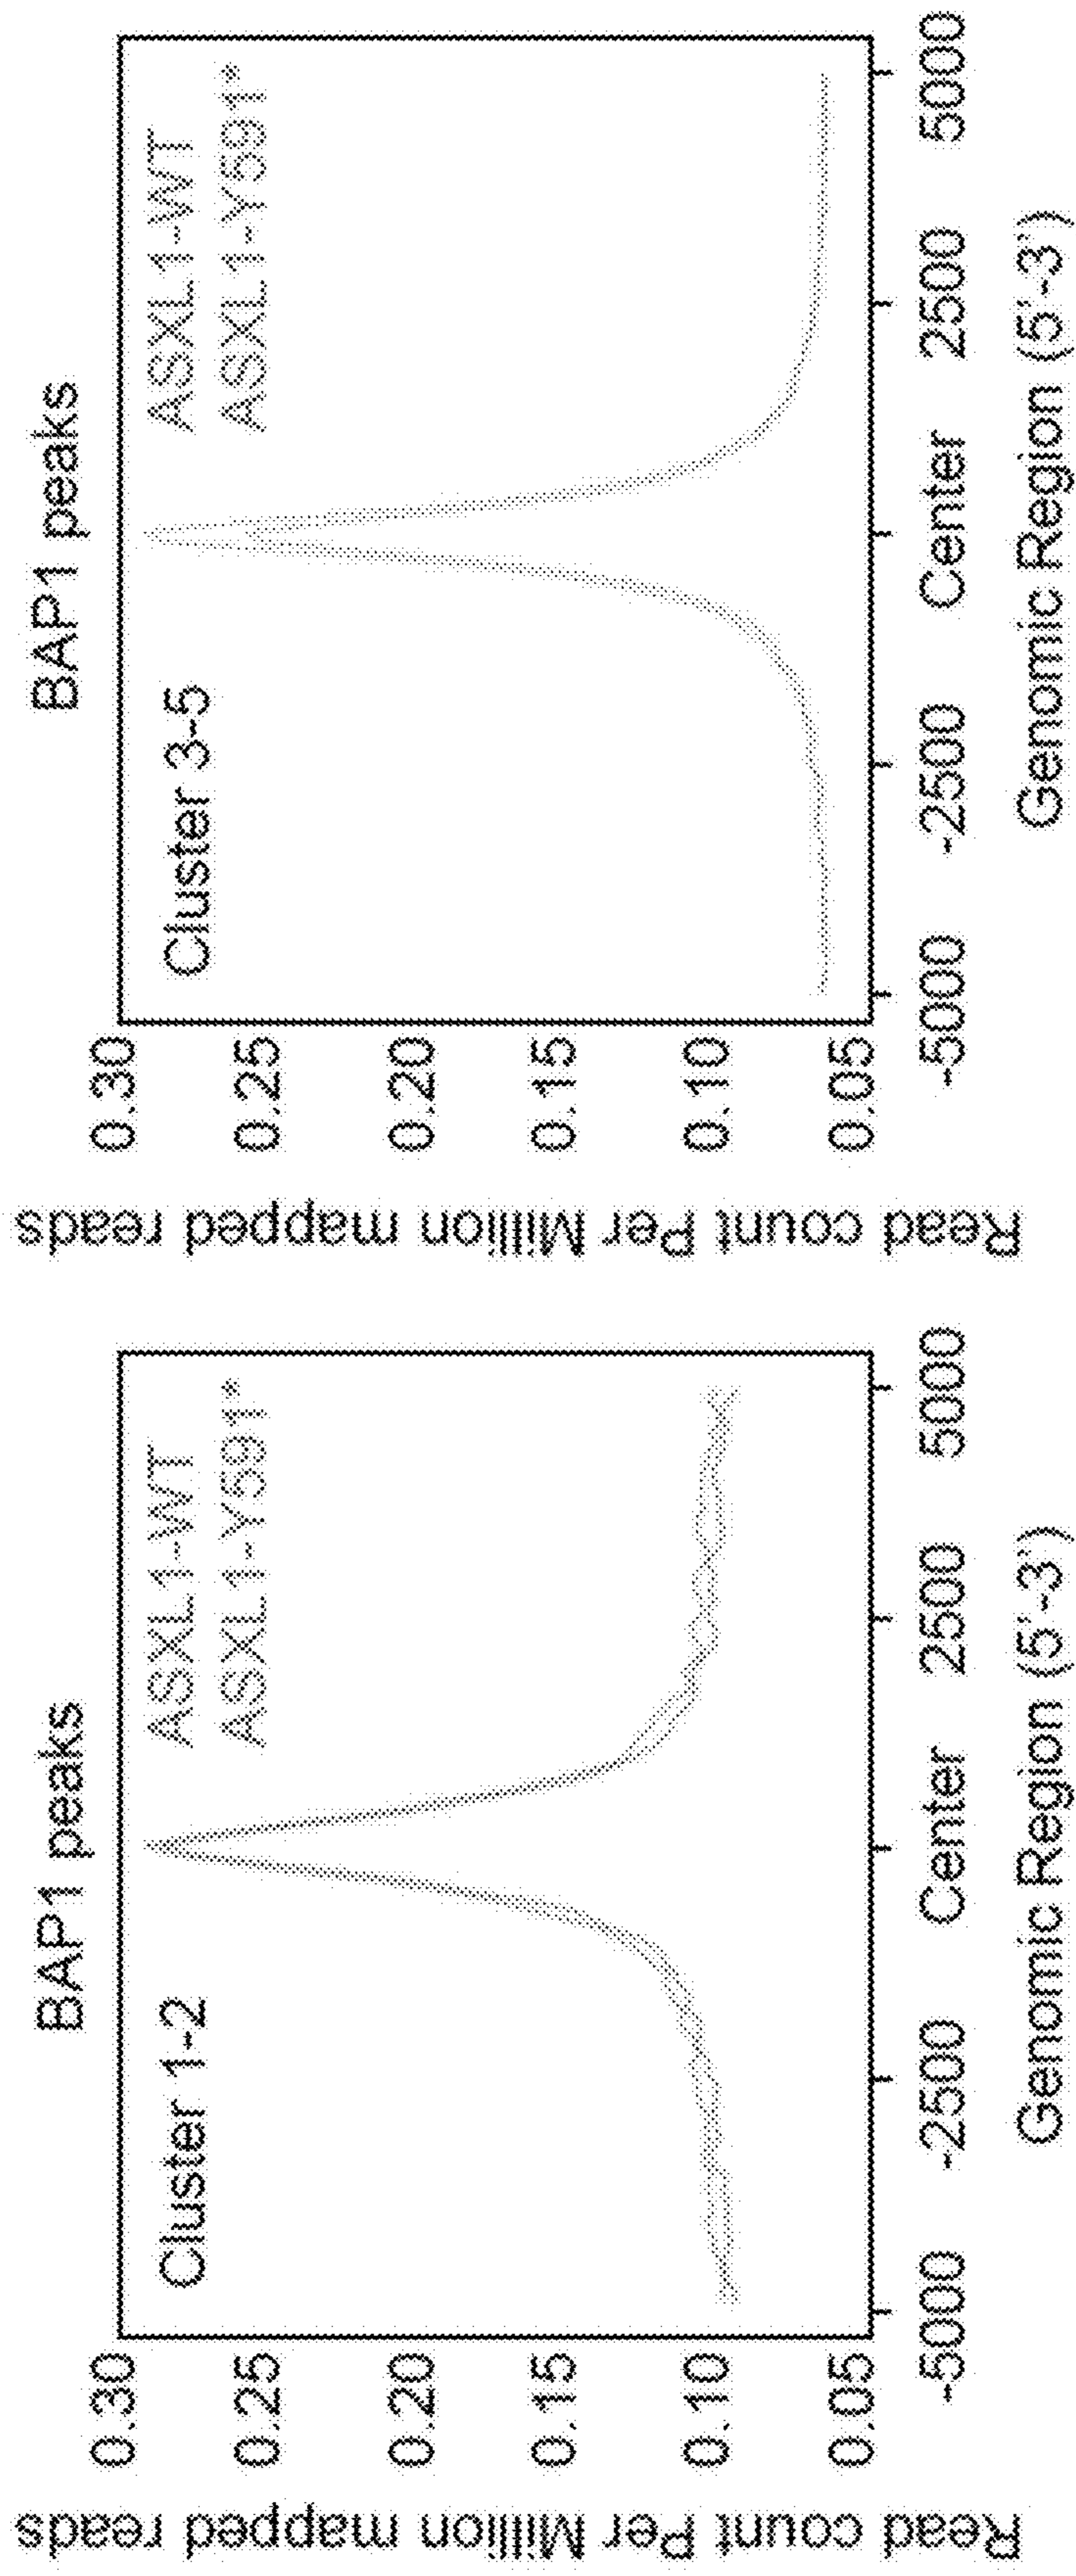 BAP1 peaks
Read count Per Million mapped reads
0.30
0.25
0.20
0.15
0.10
0.05
Cluster 1-2
ASXL1-WT
ASXL1-Y591*
-5000
-2500
Center
2500
5000
Genomic Region (5'-3')
BAP1 peaks
Read count Per Million mapped reads
0.30
0.25
0.20
0.15
0.10
0.05
Cluster 3-5
ASXL1-WT
ASXL1-Y591*
-5000
-2500
Center
2500
5000
Genomic Region (5'-3')